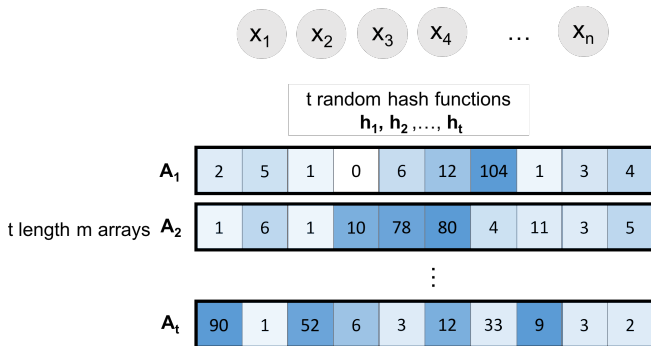 x1 x2 x3 x4 … xn
t random hash functions
h1, h2 ,…, ht
A1 2 5 1 0 6 12 104 1 3 4
t length m arrays A2 1 6 1 10 78 80 4 11 3 5
⋮
At 90 1 52 6 3 12 33 9 3 2